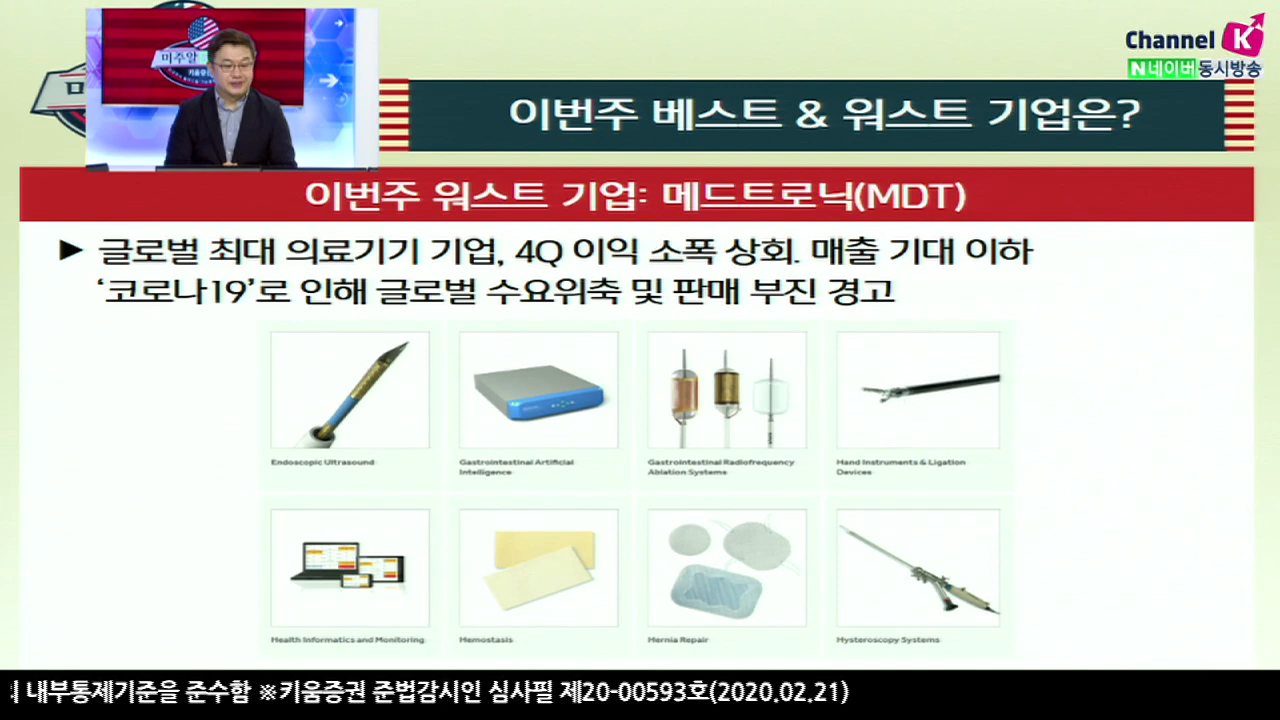 Channel K
N 네이버 동시방송
미주알
키움증권
이번주 베스트 & 워스트 기업은?
이번주 워스트 기업: 메드트로닉(MDT)
▶ 글로벌 최대 의료기기 기업, 4Q 이익 소폭 상회. 매출 기대 이하
‘코로나19’로 인해 글로벌 수요위축 및 판매 부진 경고
Endoscopic Ultrasound
Gastrointestinal Artificial
Intelligence
Gastrointestinal Radiofrequency
Ablation Systems
Hand Instruments & Ligation
Devices
Health Informatics and Monitoring
Hemostasis
Hernia Repair
Hysteroscopy Systems
내부통제기준을 준수함 ※키움증권 준법감시인 심사필 제20-00593호(2020.02.21)